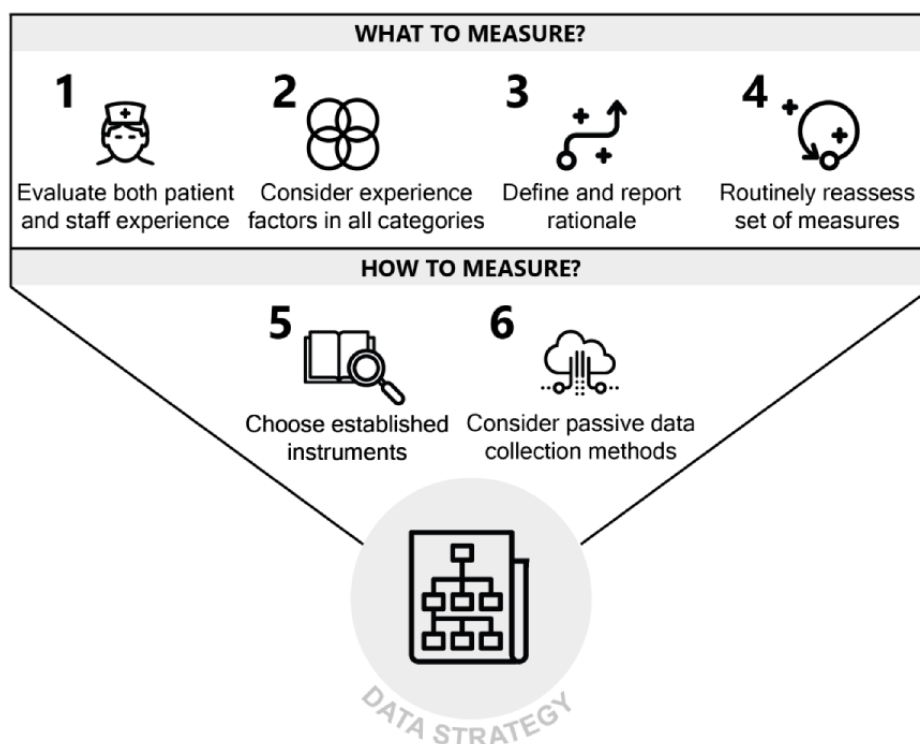 WHAT TO MEASURE?
1
Evaluate both patient
and staff experience
2
Consider experience
factors in all categories
3
Define and report
rationale
4
Routinely reassess
set of measures
HOW TO MEASURE?
5
Choose established
instruments
6
Consider passive data
collection methods
DATA STRATEGY